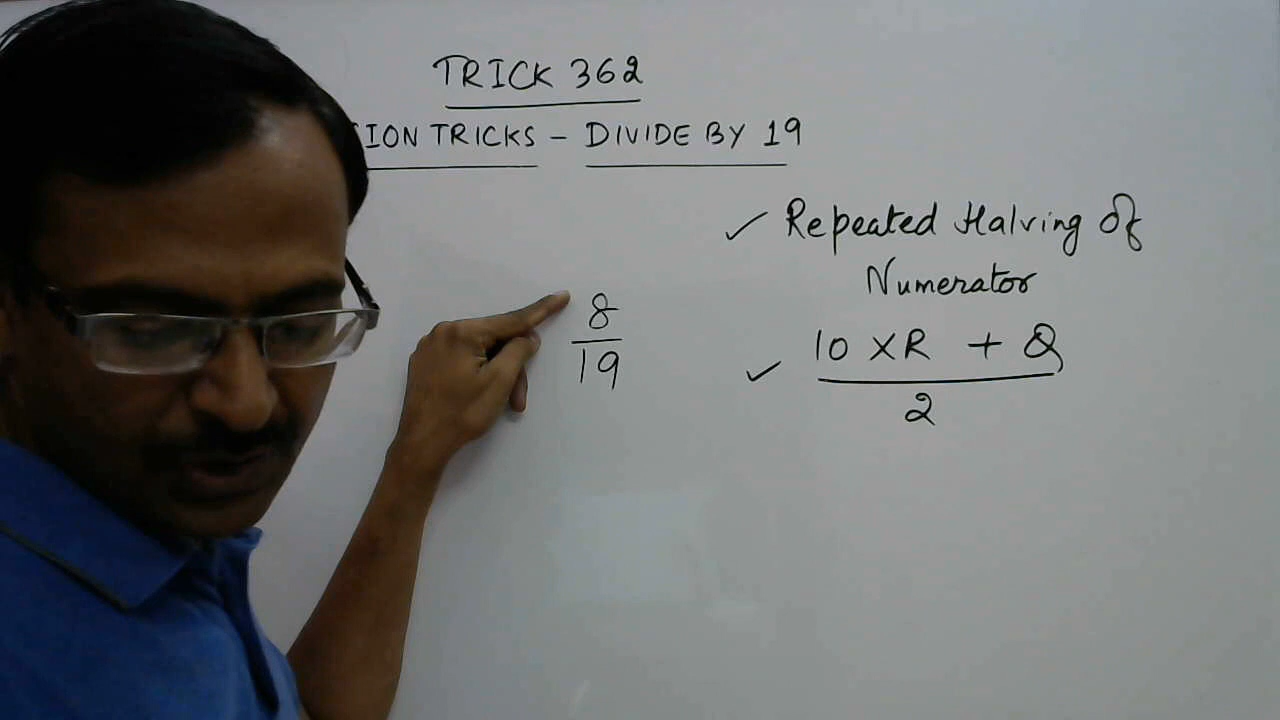 TRICK 362
ION TRICKS - DIVIDE BY 19
✓ Repeated Halving Of
Numerator
8
19
✓ 10 X R + Q
2